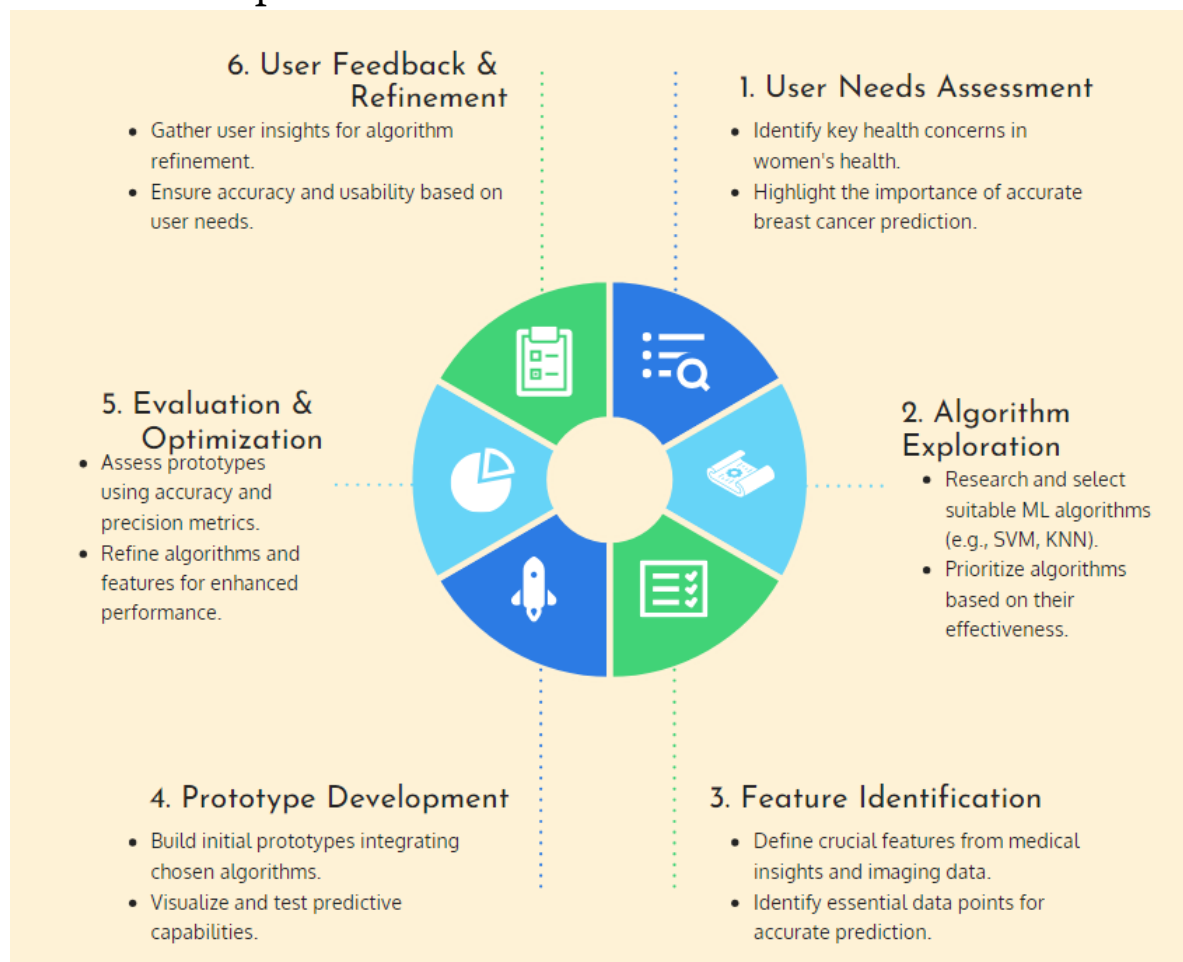 6. User Feedback &
Refinement
• Gather user insights for algorithm
refinement.
• Ensure accuracy and usability based on
user needs.
1. User Needs Assessment
• Identify key health concerns in
women's health.
• Highlight the importance of accurate
breast cancer prediction.
2. Algorithm
Exploration
• Research and select
suitable ML algorithms
(e.g., SVM, KNN).
• Prioritize algorithms
based on their
effectiveness.
3. Feature Identification
• Define crucial features from medical
insights and imaging data.
• Identify essential data points for
accurate prediction.
4. Prototype Development
• Build initial prototypes integrating
chosen algorithms.
• Visualize and test predictive
capabilities.
5. Evaluation &
Optimization
• Assess prototypes
using accuracy and
precision metrics.
• Refine algorithms and
features for enhanced
performance.